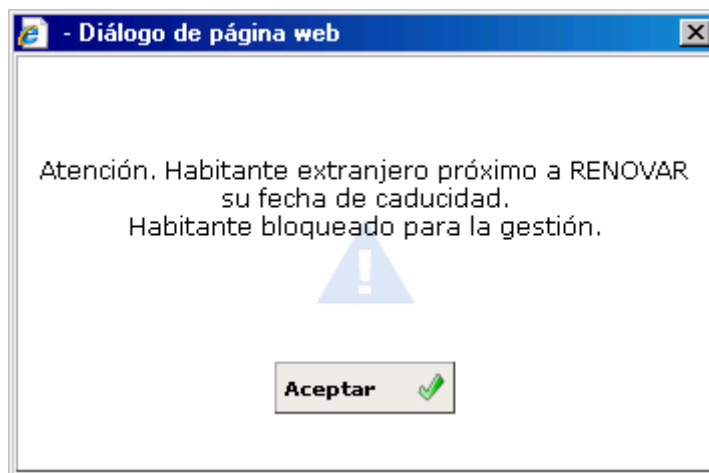 - Diálogo de página web
Atención. Habitante extranjero próximo a RENOVAR
su fecha de caducidad.
Habitante bloqueado para la gestión.
Aceptar